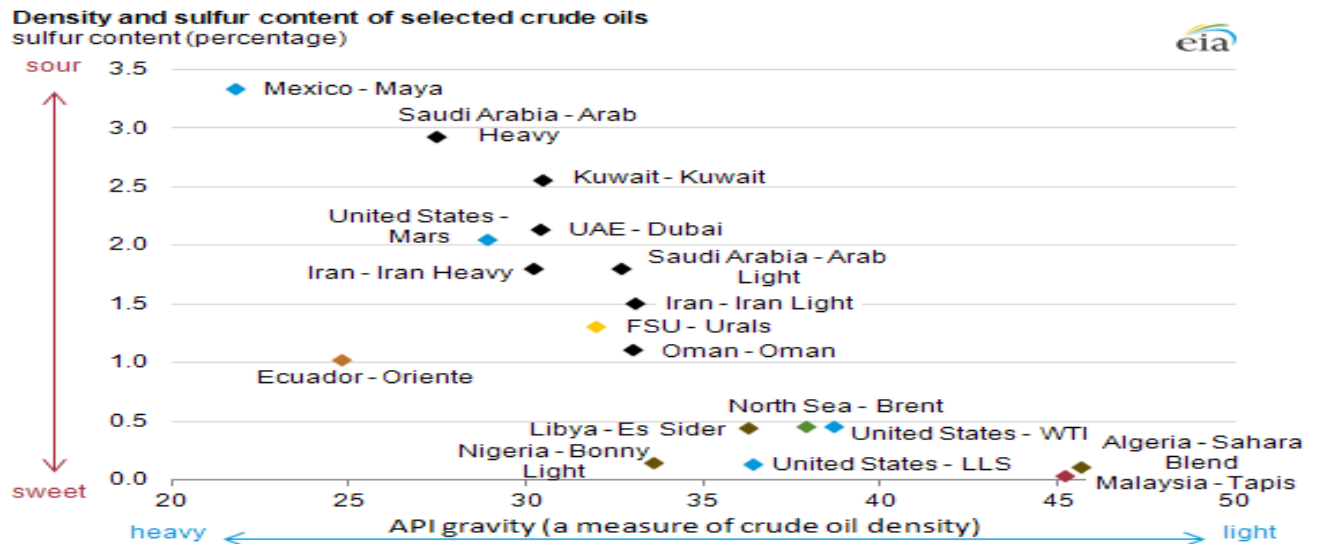 Density and sulfur content of selected crude oils
sulfur content (percentage)
eia
sour
3.5
Mexico - Maya
Saudi Arabia - Arab
Heavy
3.0
Kuwait - Kuwait
2.5
United States -
Mars
UAE - Dubai
2.0
Saudi Arabia - Arab
Light
Iran - Iran Heavy
1.5
Iran - Iran Light
FSU - Urals
Oman - Oman
1.0
Ecuador - Oriente
North Sea - Brent
0.5
Libya - Es Sider
United States - WTI
Nigeria - Bonny
Light
United States - LLS
Algeria - Sahara
Blend
Malaysia - Tapis
0.0
sweet
20 25 30 35 40 45 50
heavy
API gravity (a measure of crude oil density)
light